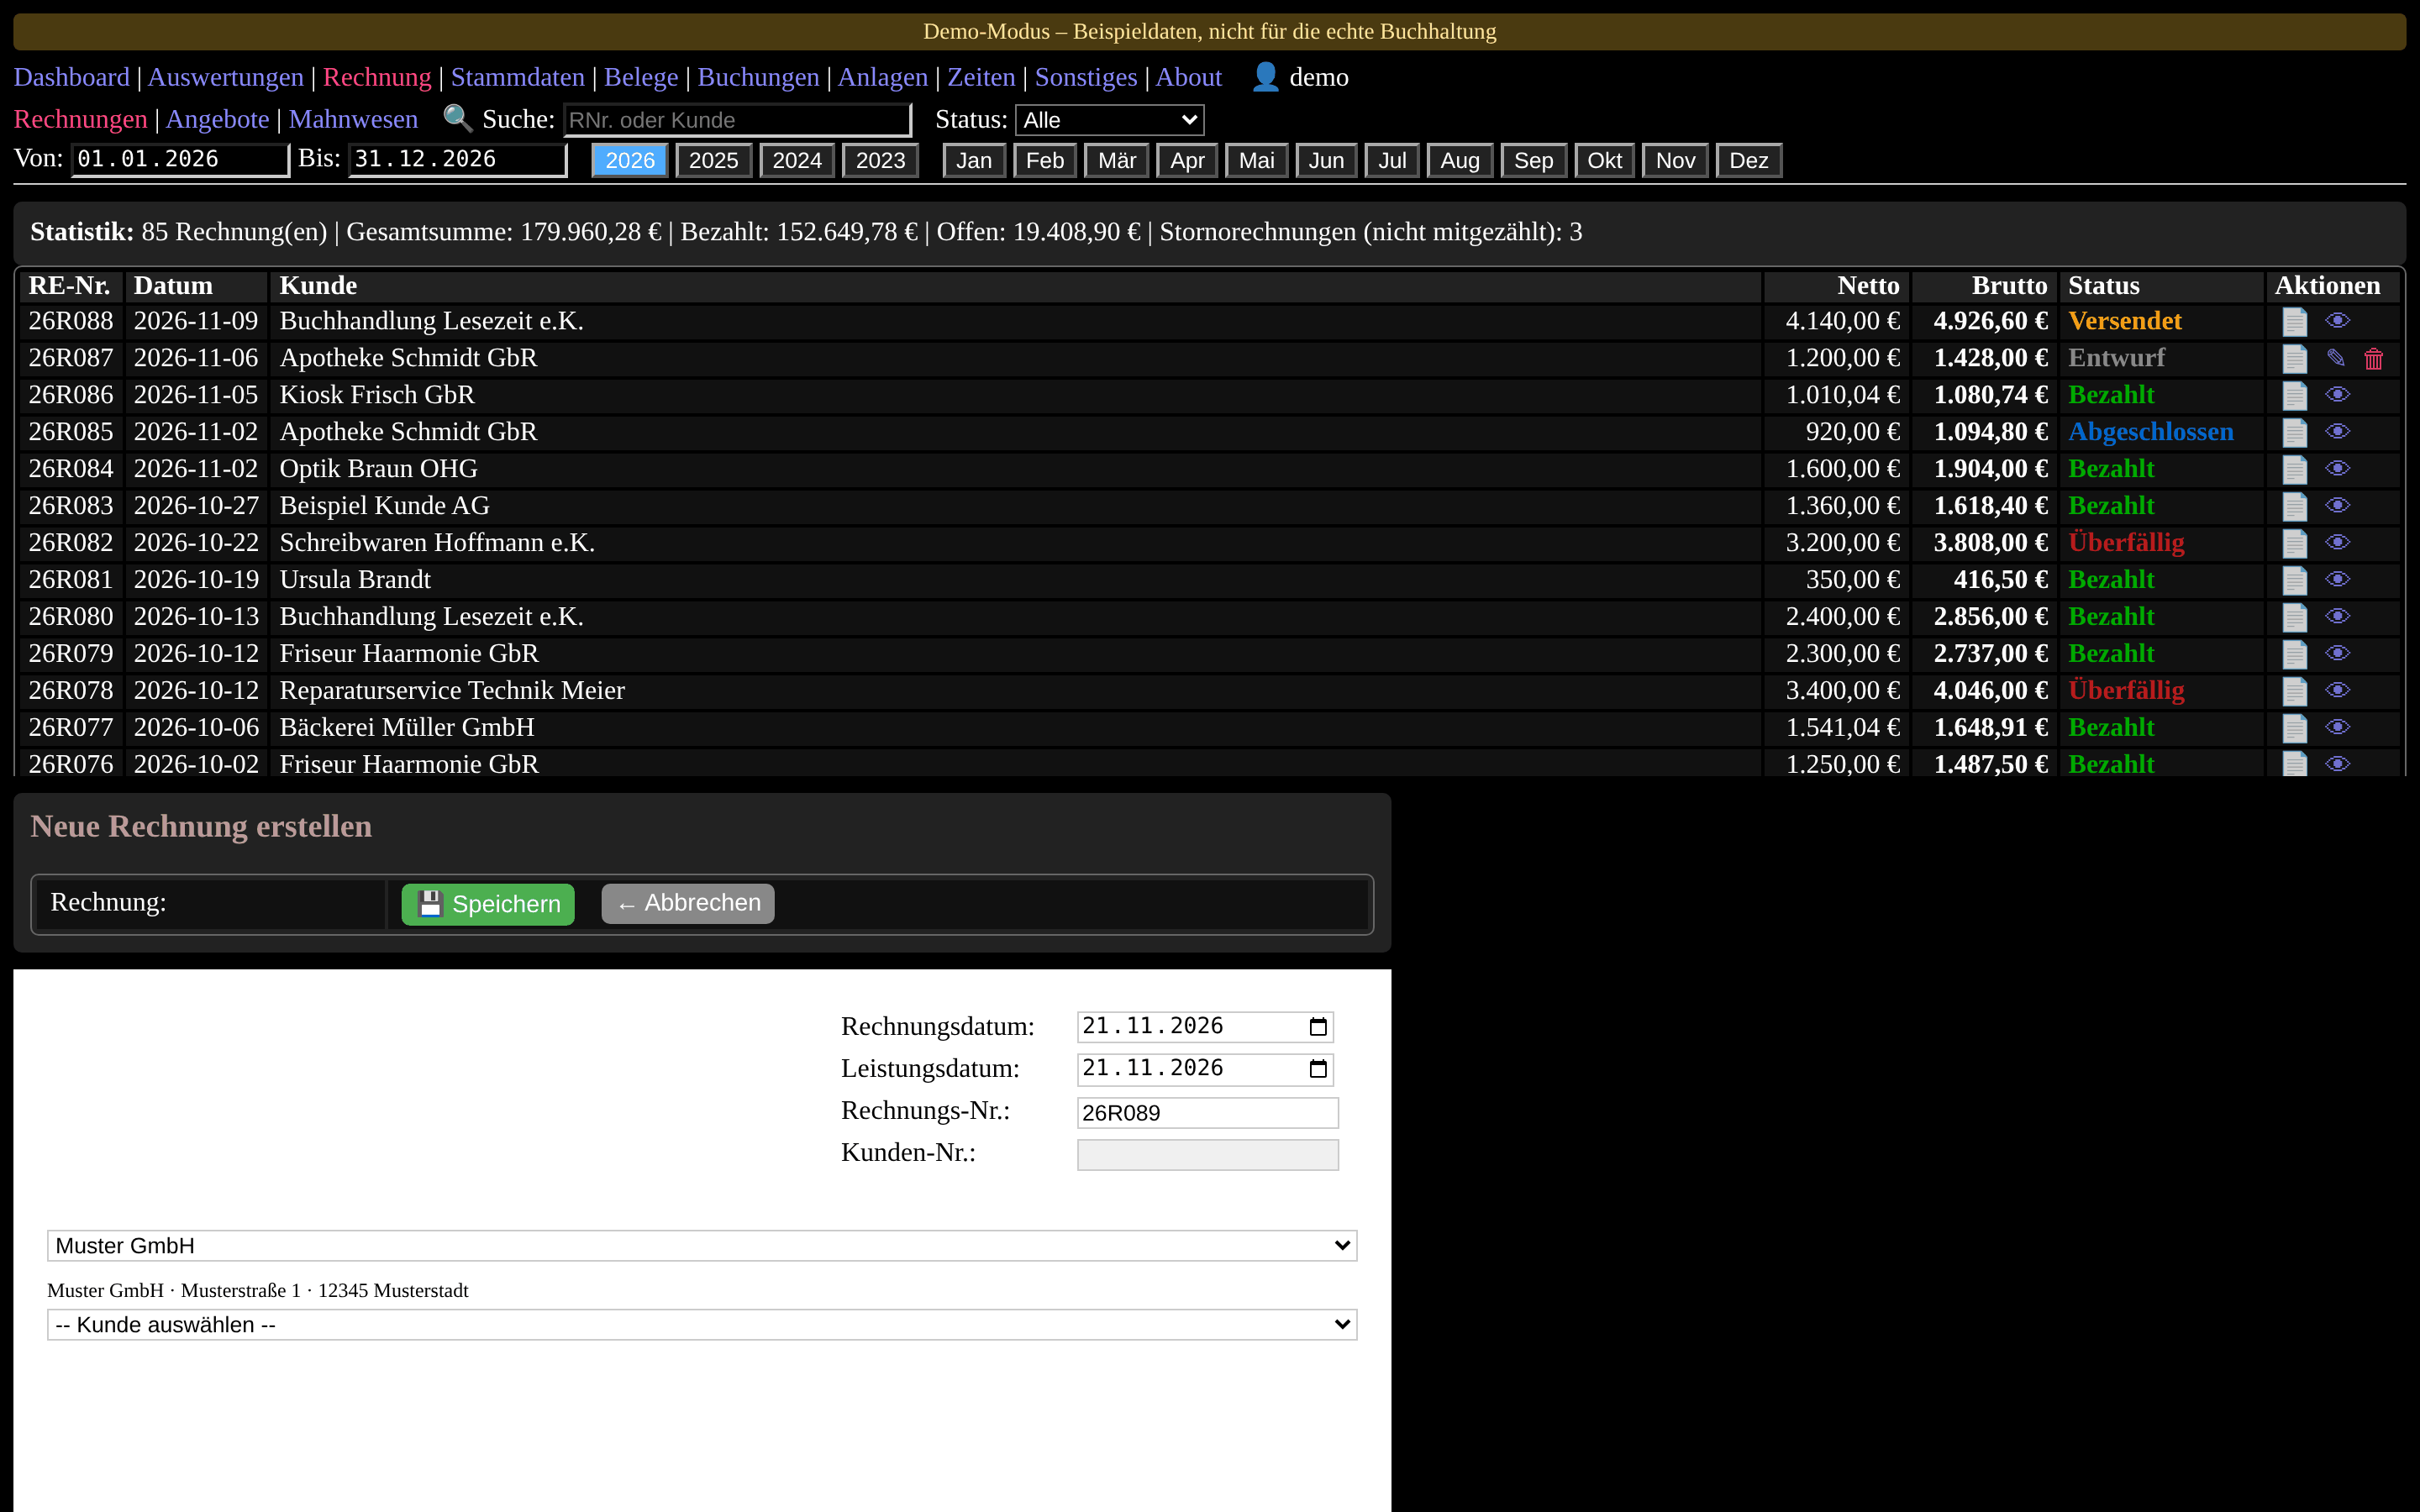 Demo-Modus – Beispieldaten, nicht für die echte Buchhaltung
Dashboard | Auswertungen | Rechnung | Stammdaten | Belege | Buchungen | Anlagen | Zeiten | Sonstiges | About 👤 demo
Rechnungen | Angebote | Mahnwesen 🔍 Suche: RNr. oder Kunde Status: Alle
Von: 01.01.2026 Bis: 31.12.2026 2026 2025 2024 2023 Jan Feb Mär Apr Mai Jun Jul Aug Sep Okt Nov Dez
Statistik: 85 Rechnung(en) | Gesamtsumme: 179.960,28 € | Bezahlt: 152.649,78 € | Offen: 19.408,90 € | Stornorechnungen (nicht mitgezählt): 3
RE-Nr. Datum Kunde Netto Brutto Status Aktionen
26R088 2026-11-09 Buchhandlung Lesezeit e.K. 4.140,00 € 4.926,60 € Versendet
26R087 2026-11-06 Apotheke Schmidt GbR 1.200,00 € 1.428,00 € Entwurf
26R086 2026-11-05 Kiosk Frisch GbR 1.010,04 € 1.080,74 € Bezahlt
26R085 2026-11-02 Apotheke Schmidt GbR 920,00 € 1.094,80 € Abgeschlossen
26R084 2026-11-02 Optik Braun OHG 1.600,00 € 1.904,00 € Bezahlt
26R083 2026-10-27 Beispiel Kunde AG 1.360,00 € 1.618,40 € Bezahlt
26R082 2026-10-22 Schreibwaren Hoffmann e.K. 3.200,00 € 3.808,00 € Überfällig
26R081 2026-10-19 Ursula Brandt 350,00 € 416,50 € Bezahlt
26R080 2026-10-13 Buchhandlung Lesezeit e.K. 2.400,00 € 2.856,00 € Bezahlt
26R079 2026-10-12 Friseur Haarmonie GbR 2.300,00 € 2.737,00 € Bezahlt
26R078 2026-10-12 Reparaturservice Technik Meier 3.400,00 € 4.046,00 € Überfällig
26R077 2026-10-06 Bäckerei Müller GmbH 1.541,04 € 1.648,91 € Bezahlt
26R076 2026-10-02 Friseur Haarmonie GbR 1.250,00 € 1.487,50 € Bezahlt
Neue Rechnung erstellen
Rechnung: 💾 Speichern ← Abbrechen
Rechnungsdatum: 21.11.2026
Leistungsdatum: 21.11.2026
Rechnungs-Nr.: 26R089
Kunden-Nr.:
Muster GmbH
Muster GmbH · Musterstraße 1 · 12345 Musterstadt
-- Kunde auswählen --